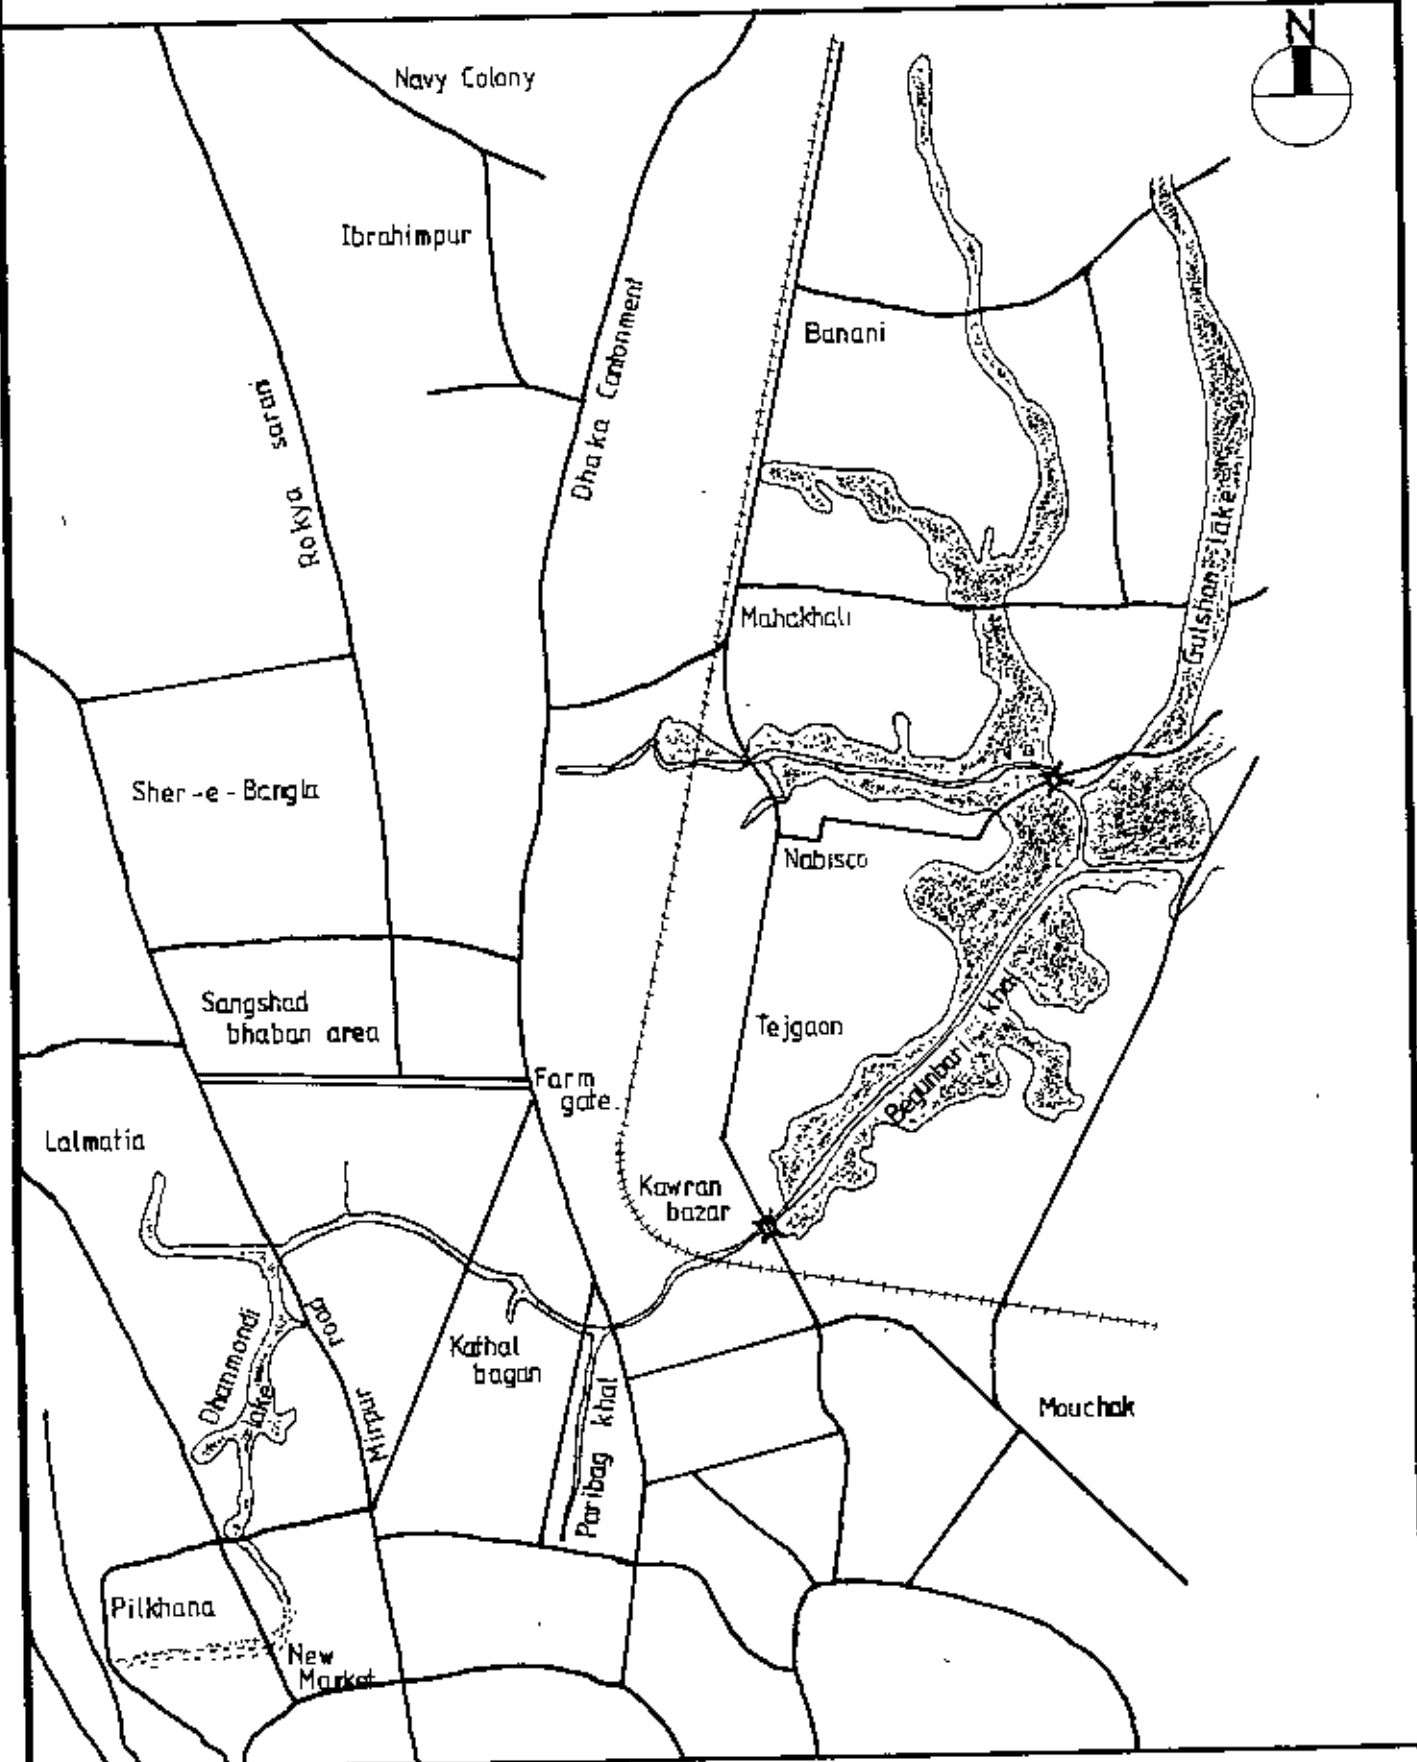 N
Navy Colony
Ibrahimpur
Dhaka Cantonment
Banani
Rokya saran
Gulshan lake
Mahakhali
Sher-e-Bangla
Nabisco
Sangshad
bhaban area
Tejgaon
Begunbari khal
Farm
gate
Lalmatia
Kawran
bazar
Dhanmondi
lake
Mirpur road
Kathal
bagan
Paribag khal
Mouchak
Pilkhana
New
Market